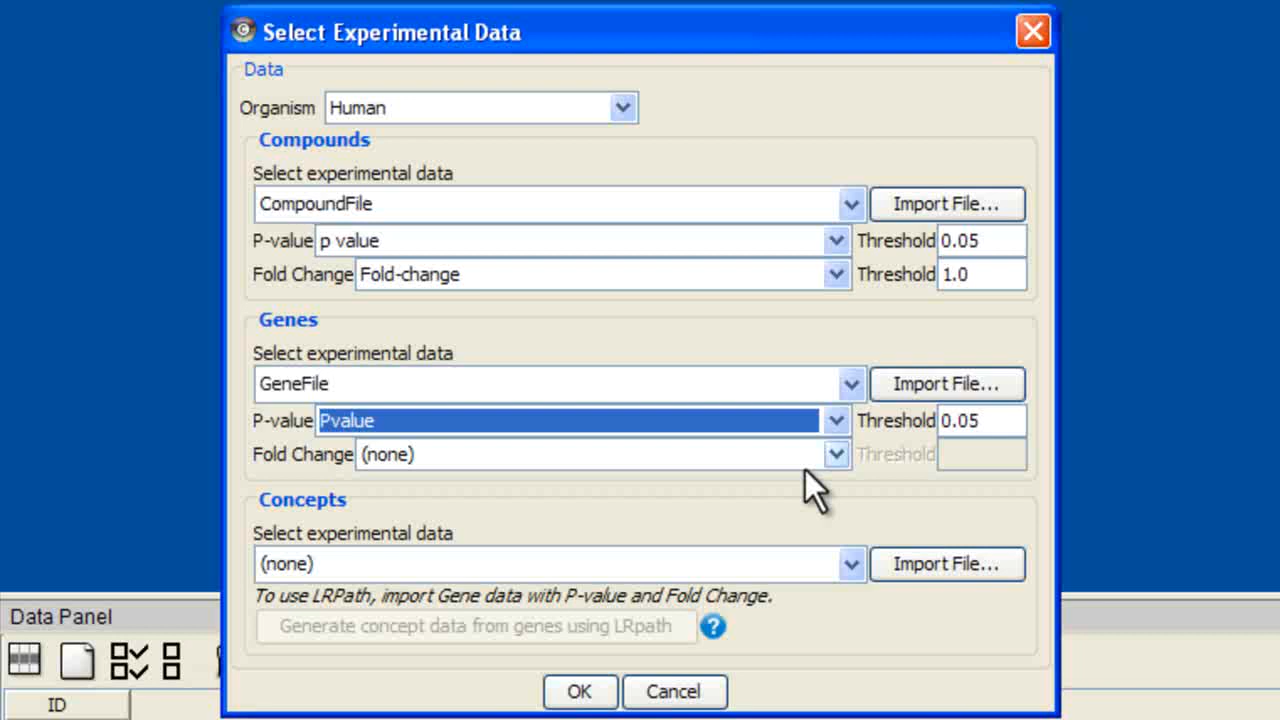 Select Experimental Data
Data
Organism Human
Compounds
Select experimental data
CompoundFile Import File...
P-value p value Threshold 0.05
Fold Change Fold-change Threshold 1.0
Genes
Select experimental data
GeneFile Import File...
P-value Pvalue Threshold 0.05
Fold Change (none) Threshold
Concepts
Select experimental data
(none) Import File...
To use LRPath, import Gene data with P-value and Fold Change.
Generate concept data from genes using LRpath ?
OK Cancel
Data Panel
ID